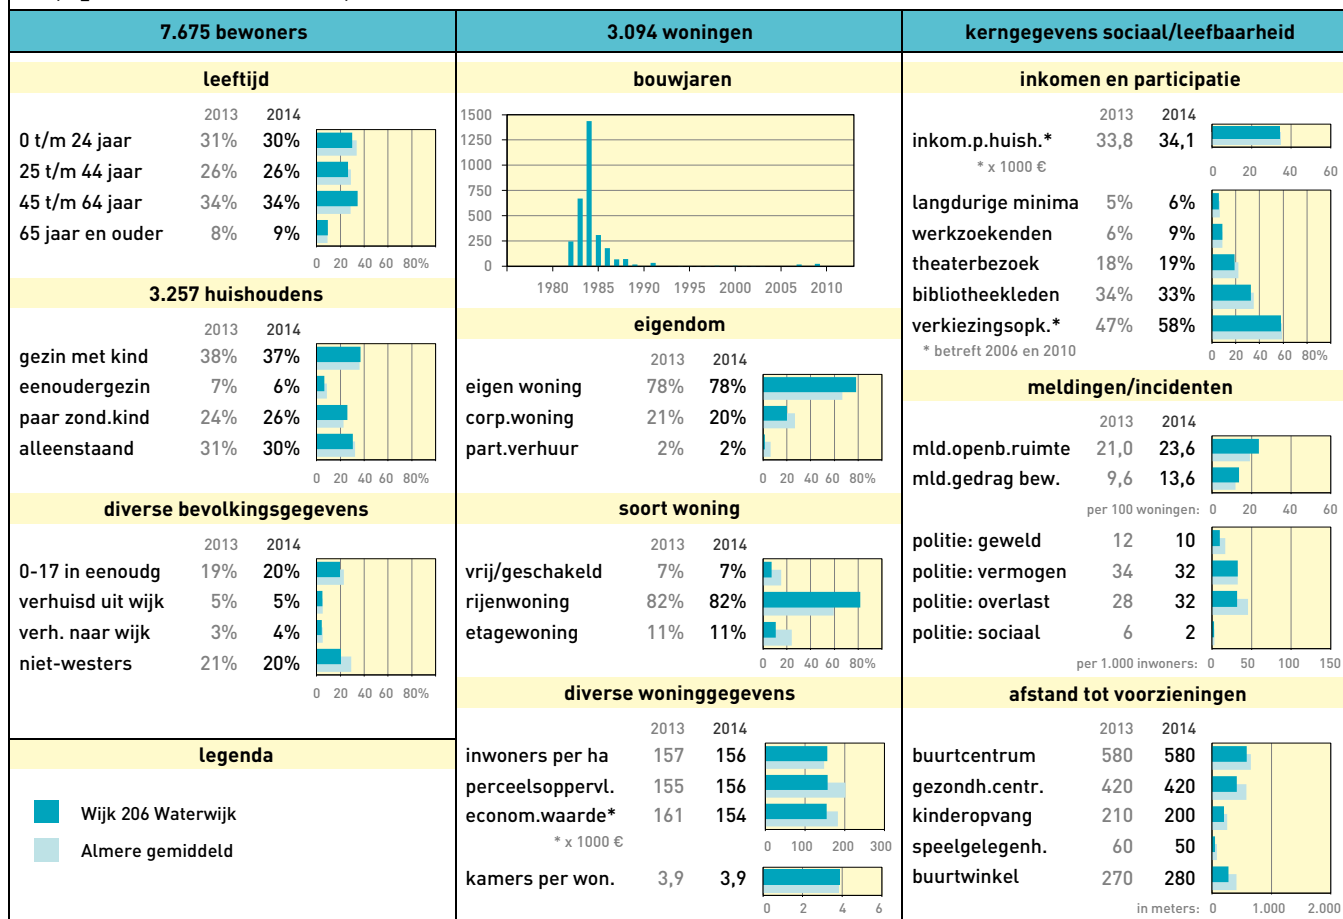 7.675 bewoners
leeftijd
2013 2014
0 t/m 24 jaar 31% 30%
25 t/m 44 jaar 26% 26%
45 t/m 64 jaar 34% 34%
65 jaar en ouder 8% 9%
0 20 40 60 80%
3.257 huishoudens
2013 2014
gezin met kind 38% 37%
eenoudergezin 7% 6%
paar zond.kind 24% 26%
alleenstaand 31% 30%
0 20 40 60 80%
diverse bevolkingsgegevens
2013 2014
0-17 in eenoudg 19% 20%
verhuisd uit wijk 5% 5%
verh. naar wijk 3% 4%
niet-westers 21% 20%
0 20 40 60 80%
legenda
Wijk 206 Waterwijk
Almere gemiddeld
3.094 woningen
bouwjaren
1500
1250
1000
750
500
250
0
1980 1985 1990 1995 2000 2005 2010
eigendom
2013 2014
eigen woning 78% 78%
corp.woning 21% 20%
part.verhuur 2% 2%
0 20 40 60 80%
soort woning
2013 2014
vrij/geschakeld 7% 7%
rijenwoning 82% 82%
etagewoning 11% 11%
0 20 40 60 80%
diverse woninggegevens
2013 2014
inwoners per ha 157 156
perceelsoppervl. 155 156
econom.waarde* 161 154
* x 1000 €
0 100 200 300
kamers per won. 3,9 3,9
0 2 4 6
kerngegevens sociaal/leefbaarheid
inkomen en participatie
2013 2014
inkom.p.huish.* 33,8 34,1
* x 1000 €
0 20 40 60
langdurige minima 5% 6%
werkzoekenden 6% 9%
theaterbezoek 18% 19%
bibliotheekleden 34% 33%
verkiezingsopk.* 47% 58%
* betreft 2006 en 2010
0 20 40 60 80%
meldingen/incidenten
2013 2014
mld.openb.ruimte 21,0 23,6
mld.gedrag bew. 9,6 13,6
per 100 woningen: 0 20 40 60
politie: geweld 12 10
politie: vermogen 34 32
politie: overlast 28 32
politie: sociaal 6 2
per 1.000 inwoners: 0 50 100 150
afstand tot voorzieningen
2013 2014
buurtcentrum 580 580
gezondh.centr. 420 420
kinderopvang 210 200
speelgelegenh. 60 50
buurtwinkel 270 280
in meters: 0 1.000 2.000